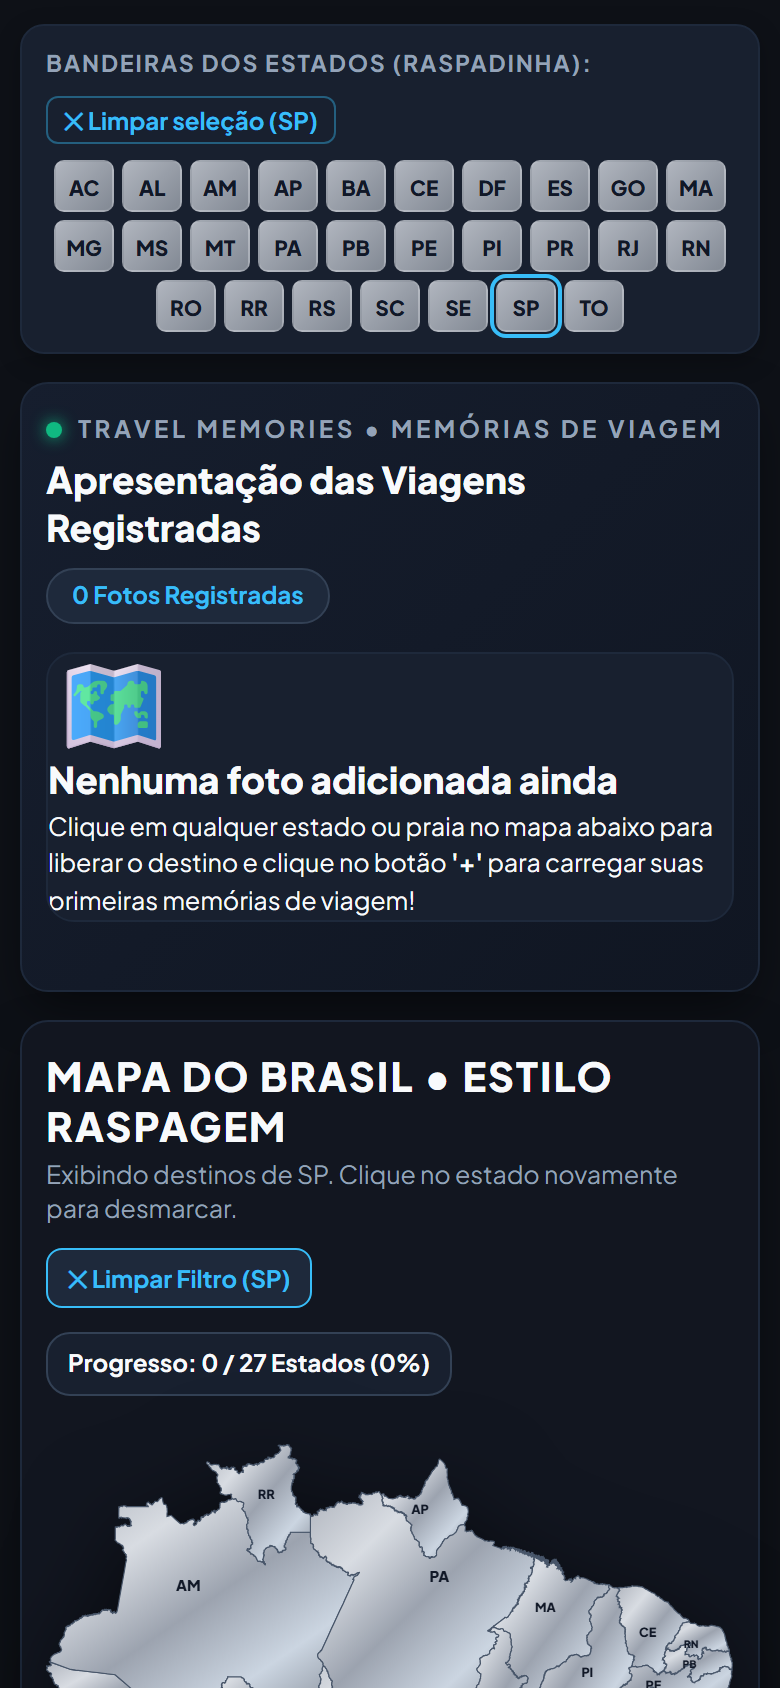 BANDEIRAS DOS ESTADOS (RASPADINHA):
✕ Limpar seleção (SP)
AC AL AM AP BA CE DF ES GO MA
MG MS MT PA PB PE PI PR RJ RN
RO RR RS SC SE SP TO
TRAVEL MEMORIES ● MEMÓRIAS DE VIAGEM
Apresentação das Viagens
Registradas
0 Fotos Registradas
Nenhuma foto adicionada ainda
Clique em qualquer estado ou praia no mapa abaixo para
liberar o destino e clique no botão '+' para carregar suas
primeiras memórias de viagem!
MAPA DO BRASIL ● ESTILO
RASPAGEM
Exibindo destinos de SP. Clique no estado novamente
para desmarcar.
✕ Limpar Filtro (SP)
Progresso: 0 / 27 Estados (0%)
RR
AP
AM
PA
MA
CE
RN
PB
PI
PE